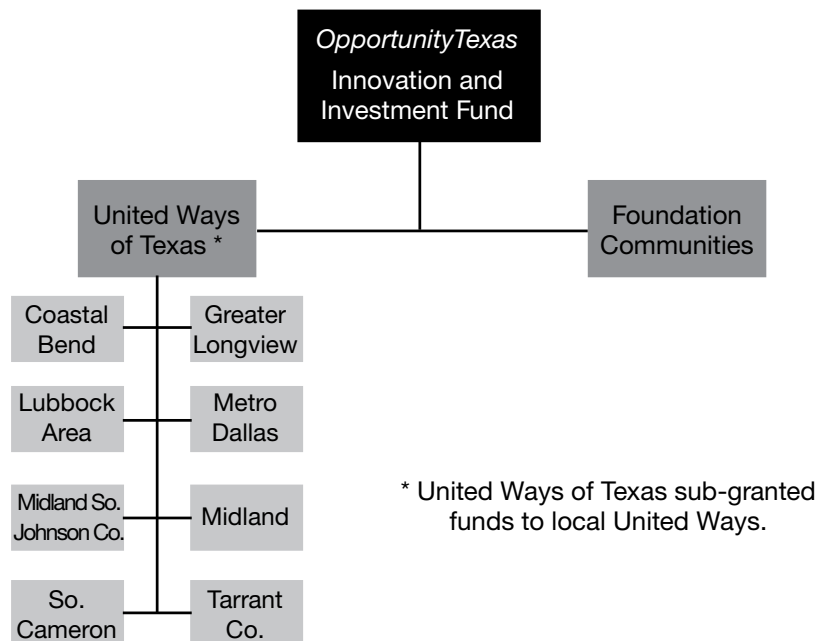 OpportunityTexas
Innovation and
Investment Fund
United Ways
of Texas *
Foundation
Communities
Coastal
Bend
Greater
Longview
Lubbock
Area
Metro
Dallas
Midland So.
Johnson Co.
Midland
So.
Cameron
Tarrant
Co.
* United Ways of Texas sub-granted
funds to local United Ways.